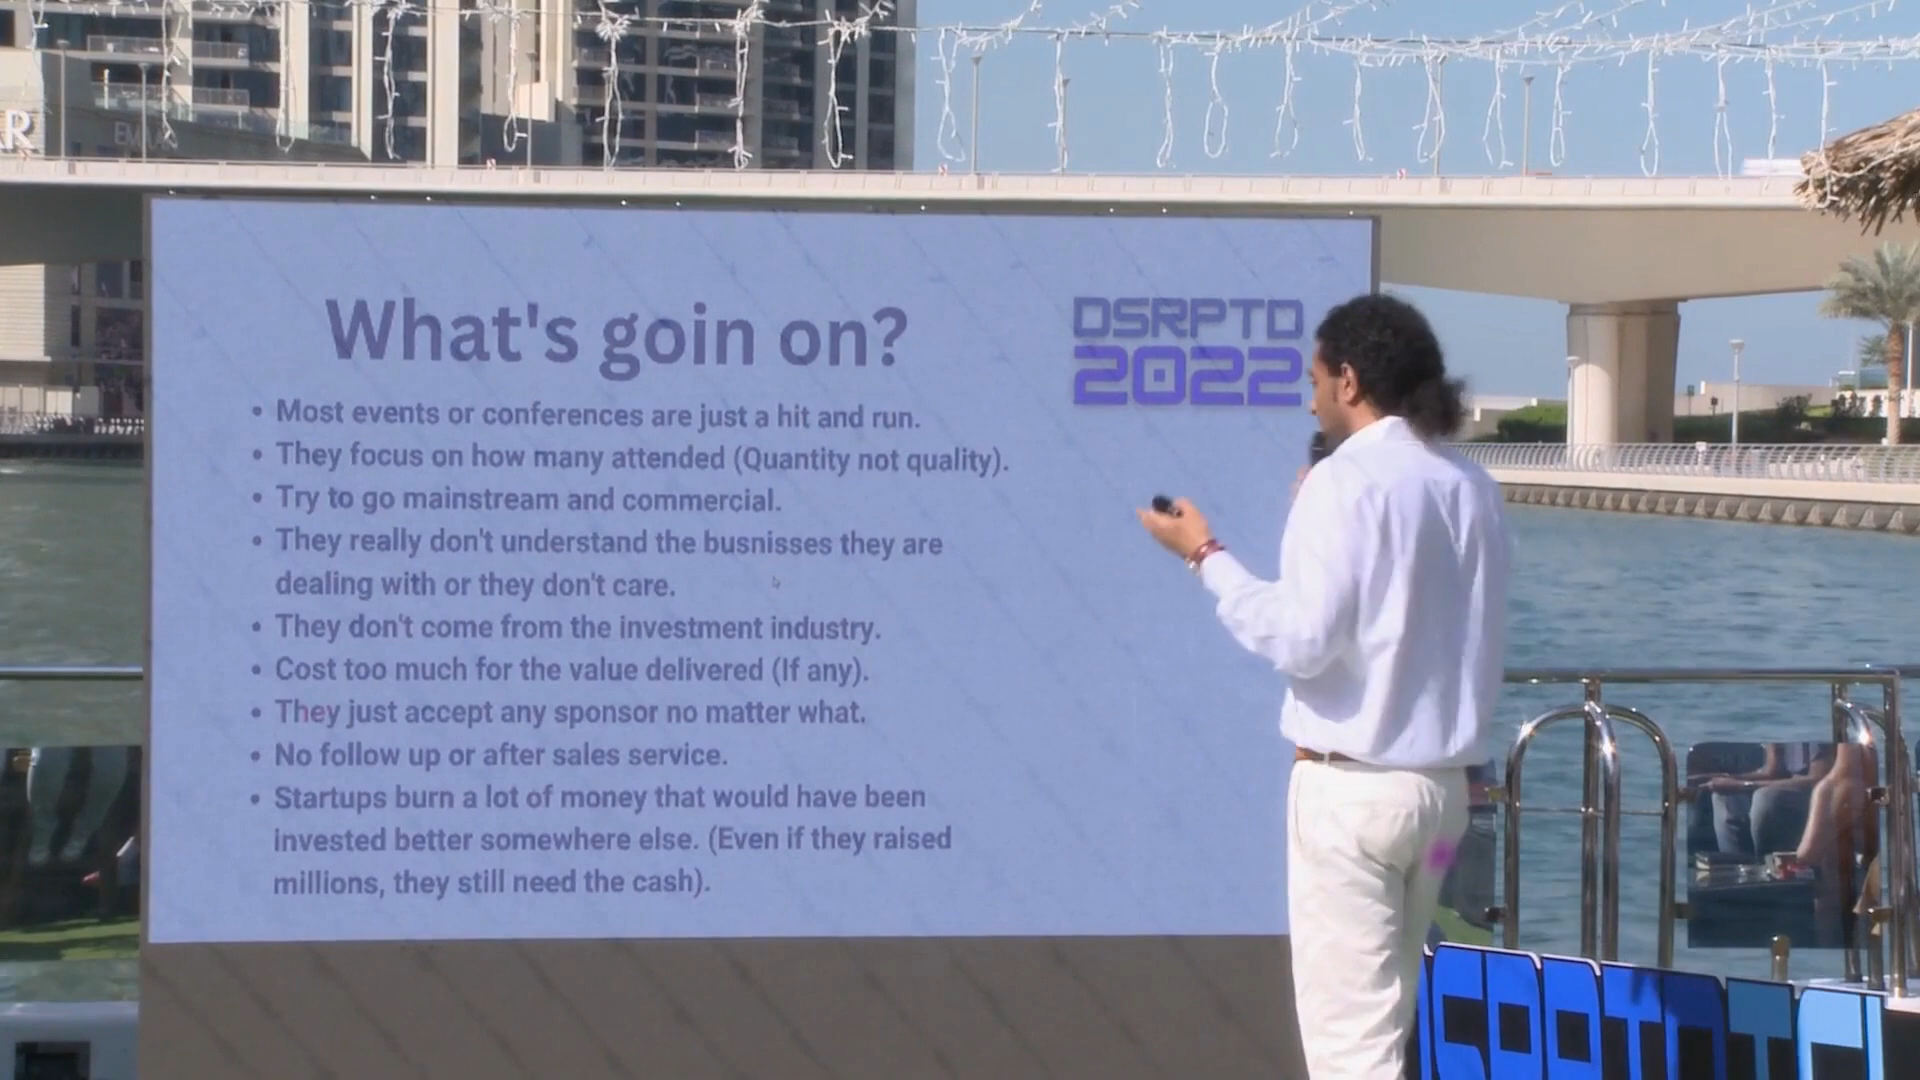 What's goin on?
DSRPTD
2022
• Most events or conferences are just a hit and run.
• They focus on how many attended (Quantity not quality).
• Try to go mainstream and commercial.
• They really don't understand the busnisses they are
dealing with or they don't care.
• They don't come from the investment industry.
• Cost too much for the value delivered (If any).
• They just accept any sponsor no matter what.
• No follow up or after sales service.
• Startups burn a lot of money that would have been
invested better somewhere else. (Even if they raised
millions, they still need the cash).